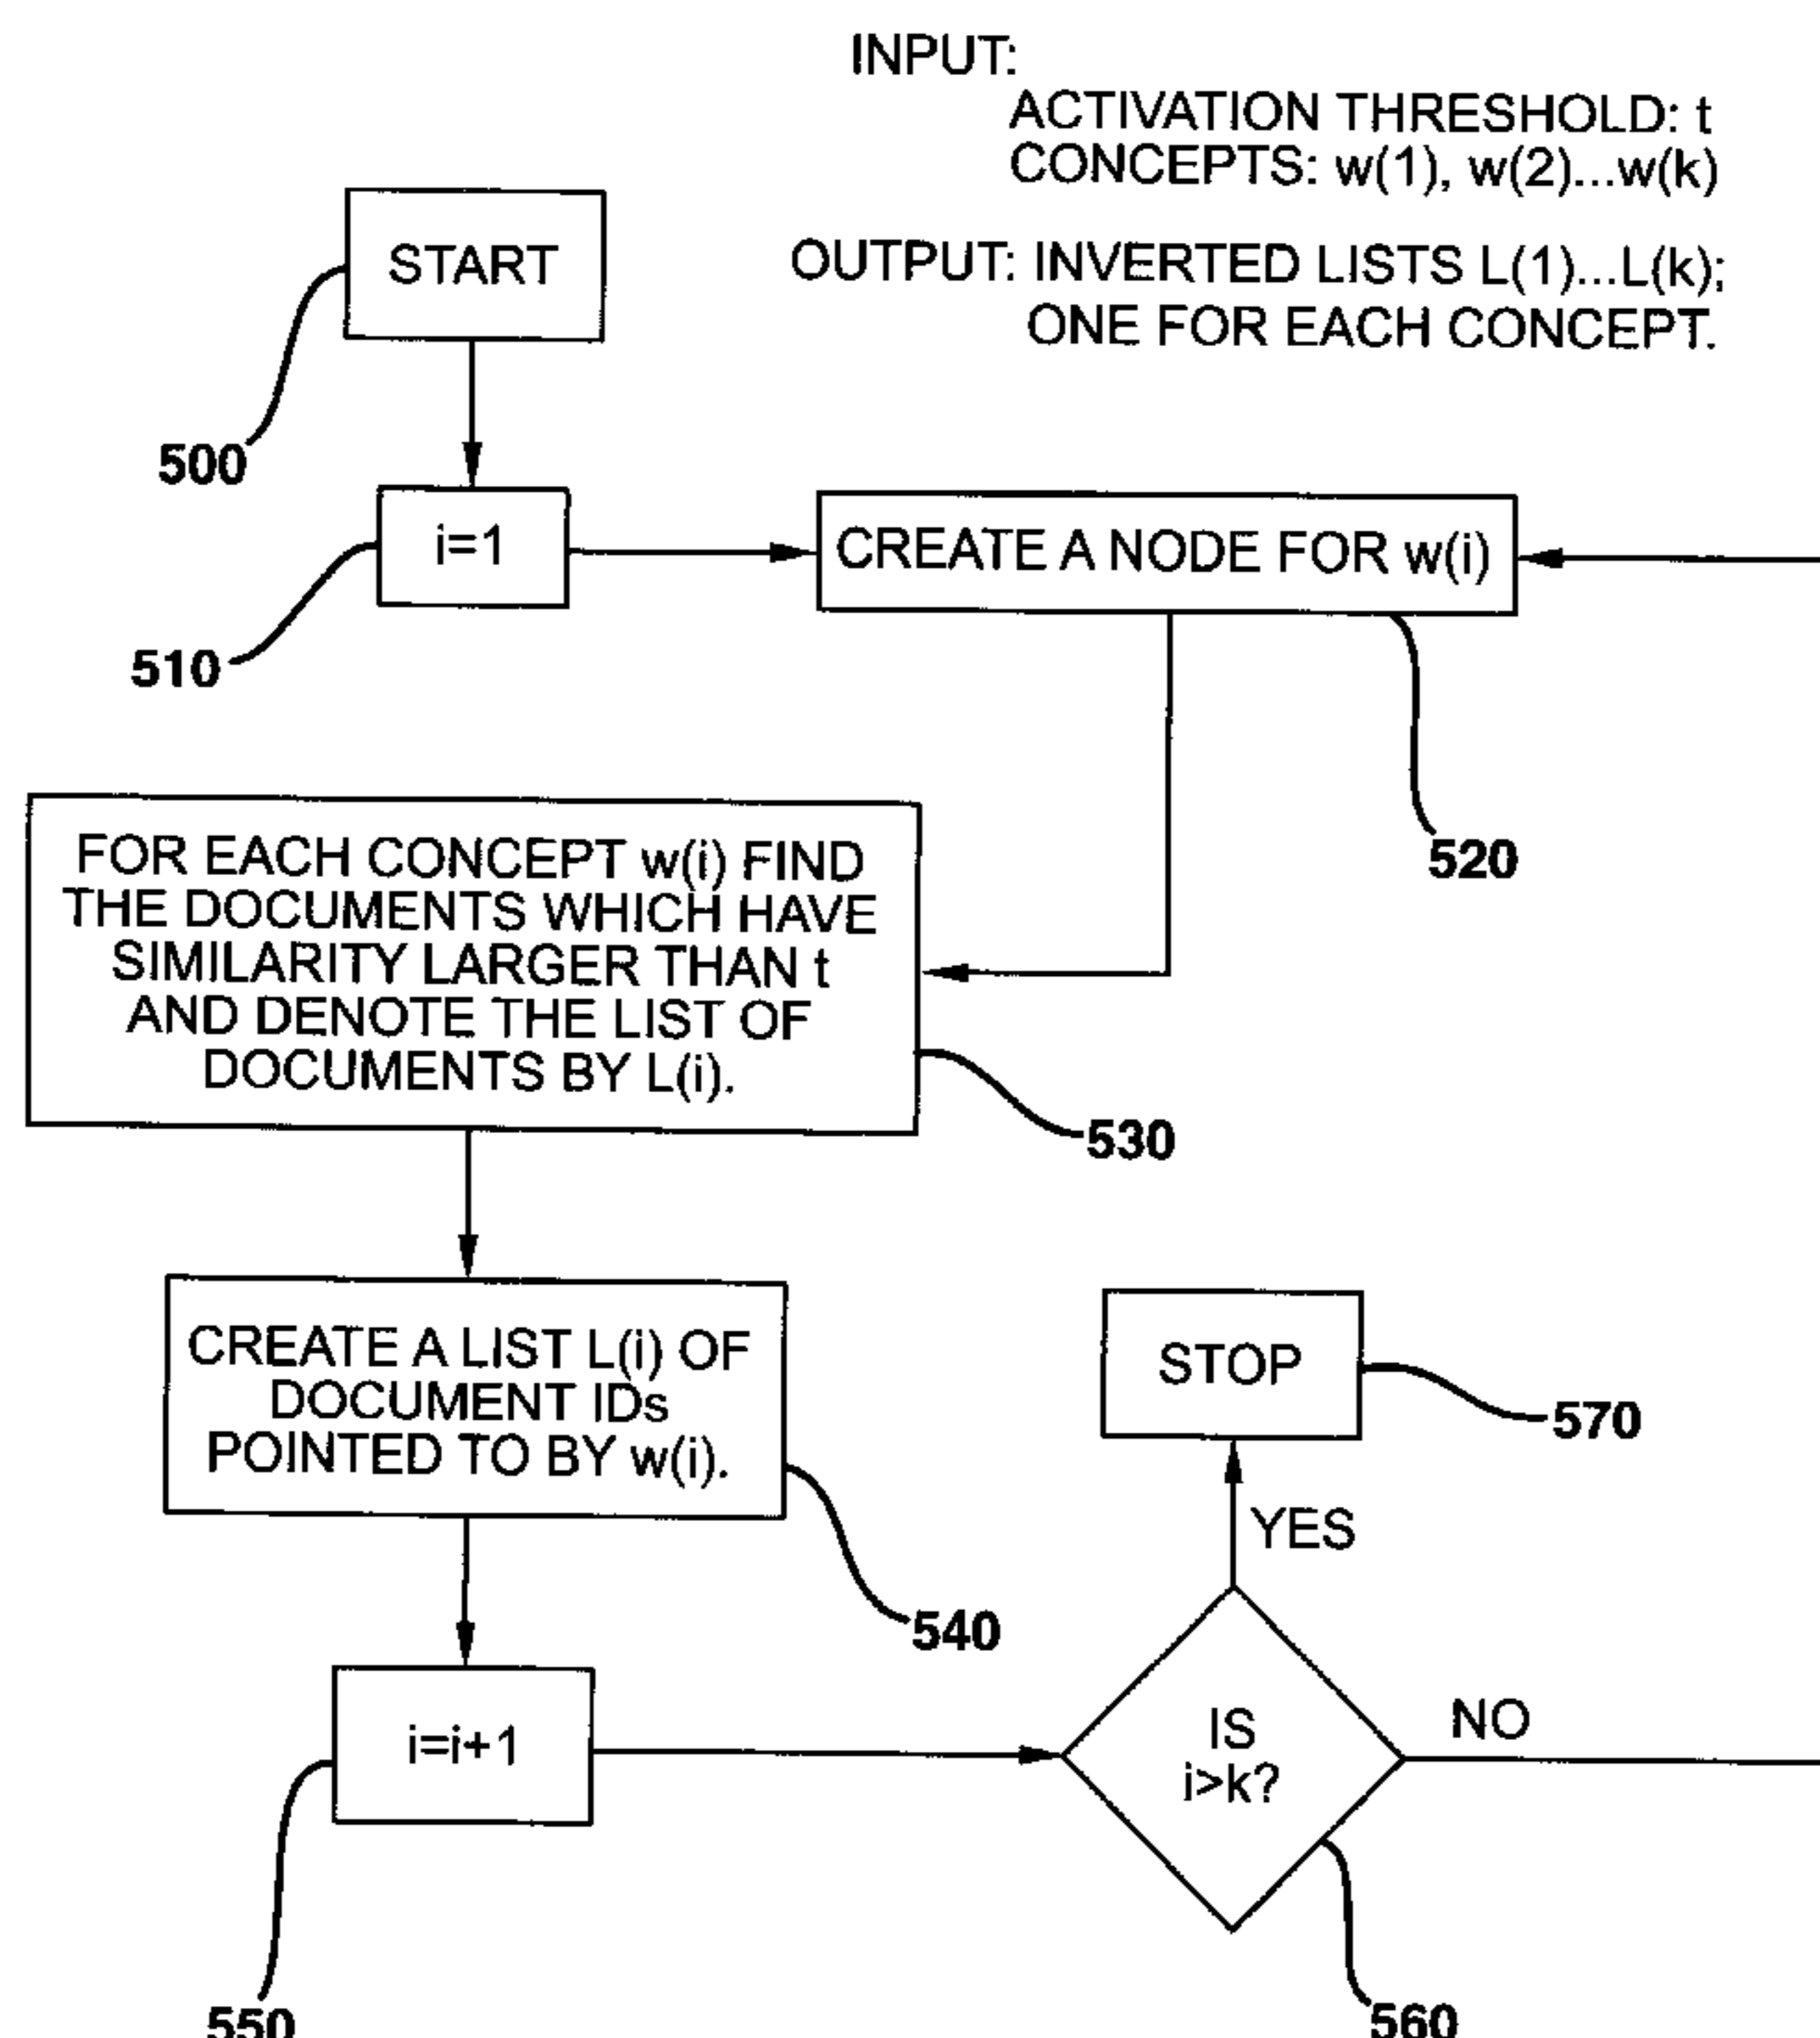 INPUT:
ACTIVATION THRESHOLD: t
CONCEPTS: w(1), w(2)...w(k)
OUTPUT: INVERTED LISTS L(1)...L(k);
ONE FOR EACH CONCEPT.
START
500
i=1
510
CREATE A NODE FOR w(i)
520
FOR EACH CONCEPT w(i) FIND
THE DOCUMENTS WHICH HAVE
SIMILARITY LARGER THAN t
AND DENOTE THE LIST OF
DOCUMENTS BY L(i).
530
CREATE A LIST L(i) OF
DOCUMENT IDs
POINTED TO BY w(i).
540
STOP
570
YES
i=i+1
550
IS
i>k?
NO
560